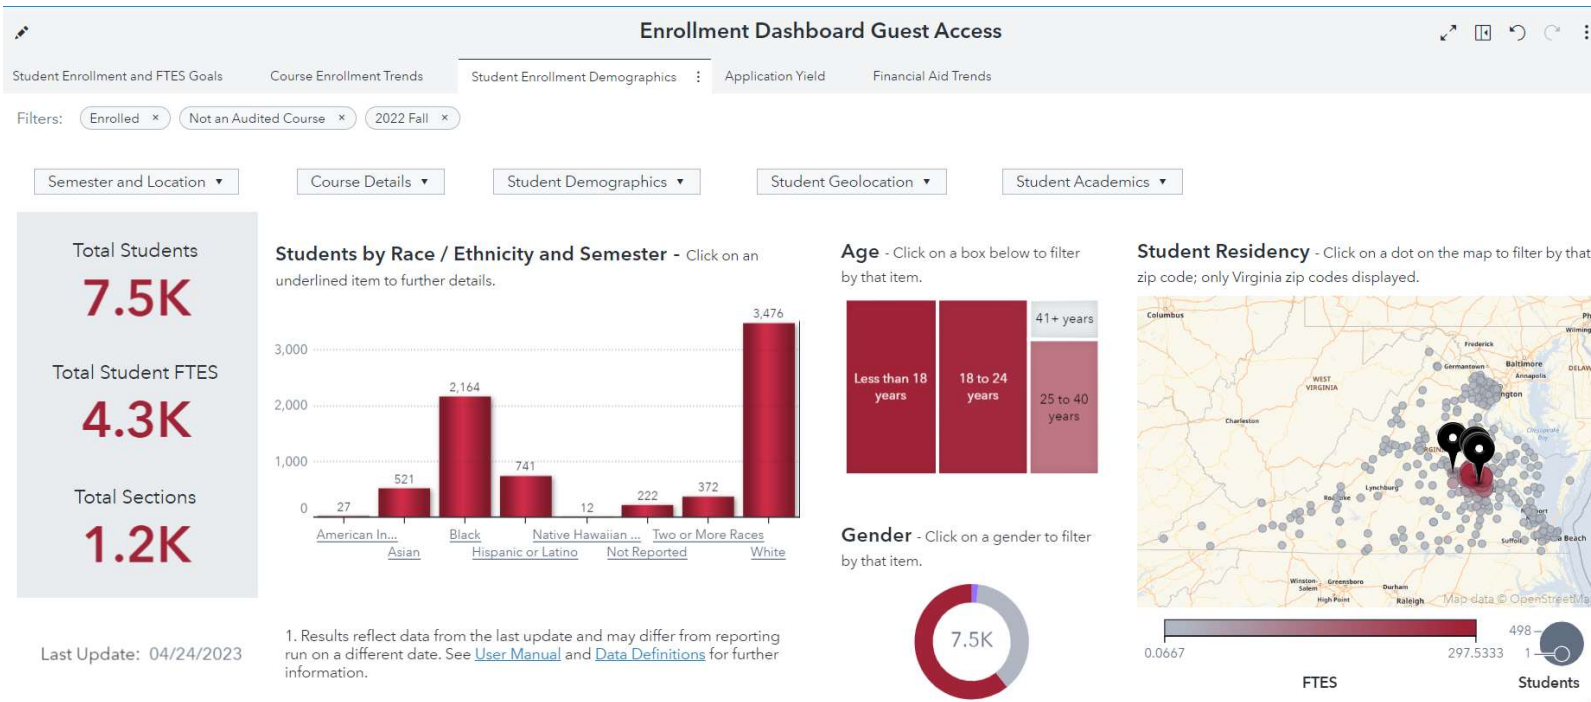 Enrollment Dashboard Guest Access
Student Enrollment and FTES Goals
Course Enrollment Trends
Student Enrollment Demographics
Application Yield
Financial Aid Trends
Filters:
Enrolled ×
Not an Audited Course ×
2022 Fall ×
Semester and Location
Course Details
Student Demographics
Student Geolocation
Student Academics
Total Students
7.5K
Total Student FTES
4.3K
Total Sections
1.2K
Last Update: 04/24/2023
Students by Race / Ethnicity and Semester - Click on an
underlined item to further details.
3,000
2,000
1,000
0
27
521
2,164
741
12
222
372
3,476
American In...
Asian
Black
Hispanic or Latino
Native Hawaiian ...
Not Reported
Two or More Races
White
1. Results reflect data from the last update and may differ from reporting
run on a different date. See User Manual and Data Definitions for further
information.
Age - Click on a box below to filter
by that item.
Less than 18
years
18 to 24
years
41+ years
25 to 40
years
Gender - Click on a gender to filter
by that item.
7.5K
Student Residency - Click on a dot on the map to filter by that
zip code; only Virginia zip codes displayed.
Columbus
Ph
Wilming
Frederick
Germantown
Baltimore
Annapolis
DELAW
WEST
VIRGINIA
ngton
Charleston
Chesapeake
Bay
Lynchburg
Suffolk
a Beach
Winston-
Salem
Greensboro
High Point
Durham
Raleigh
Map data © OpenStreetMa
0.0667
297.5333
FTES
498
1
Students